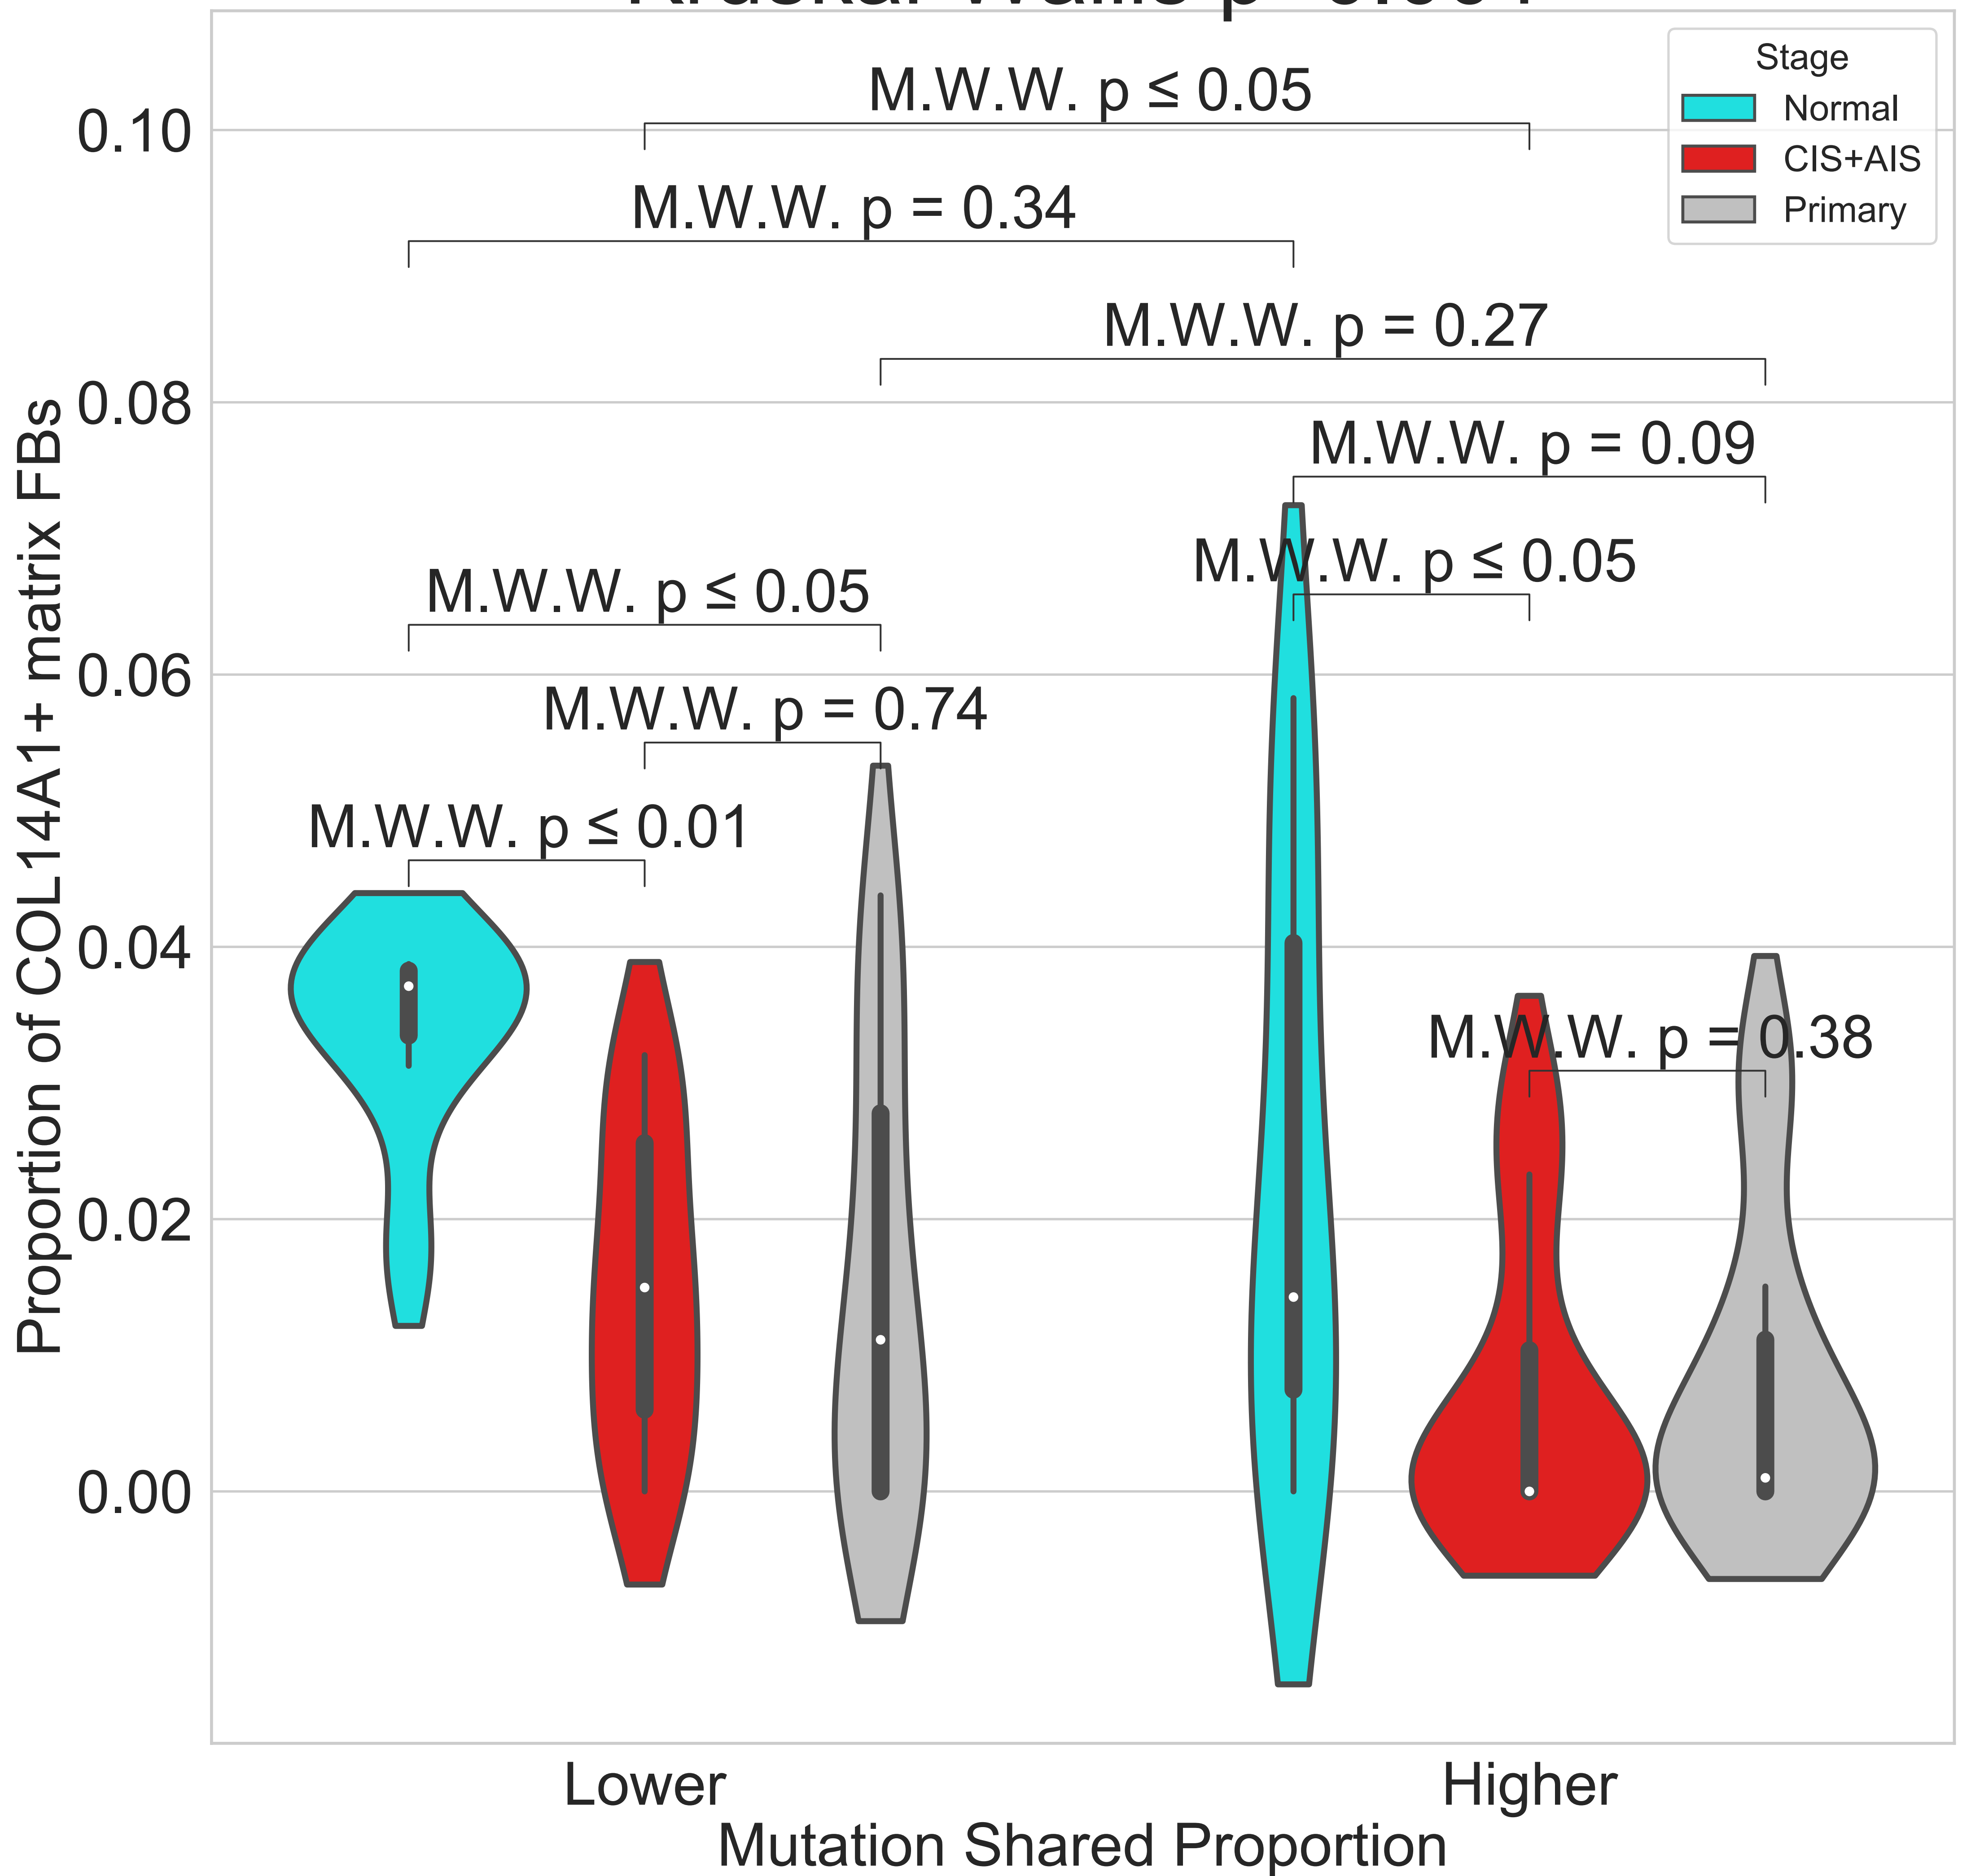 Stage
Normal
CIS+AIS
Primary
M.W.W. p ≤ 0.05
M.W.W. p = 0.34
M.W.W. p = 0.27
M.W.W. p = 0.09
M.W.W. p ≤ 0.05
M.W.W. p ≤ 0.05
M.W.W. p = 0.74
M.W.W. p ≤ 0.01
M.W.W. p = 0.38
0.10
0.08
0.06
0.04
0.02
0.00
Proportion of COL14A1+ matrix FBs
Lower
Higher
Mutation Shared Proportion